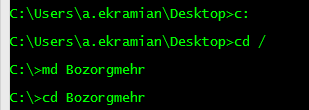 C:\Users\a.ekramian\Desktop>c:
C:\Users\a.ekramian\Desktop>cd /
C:\>md Bozorgmehr
C:\>cd Bozorgmehr